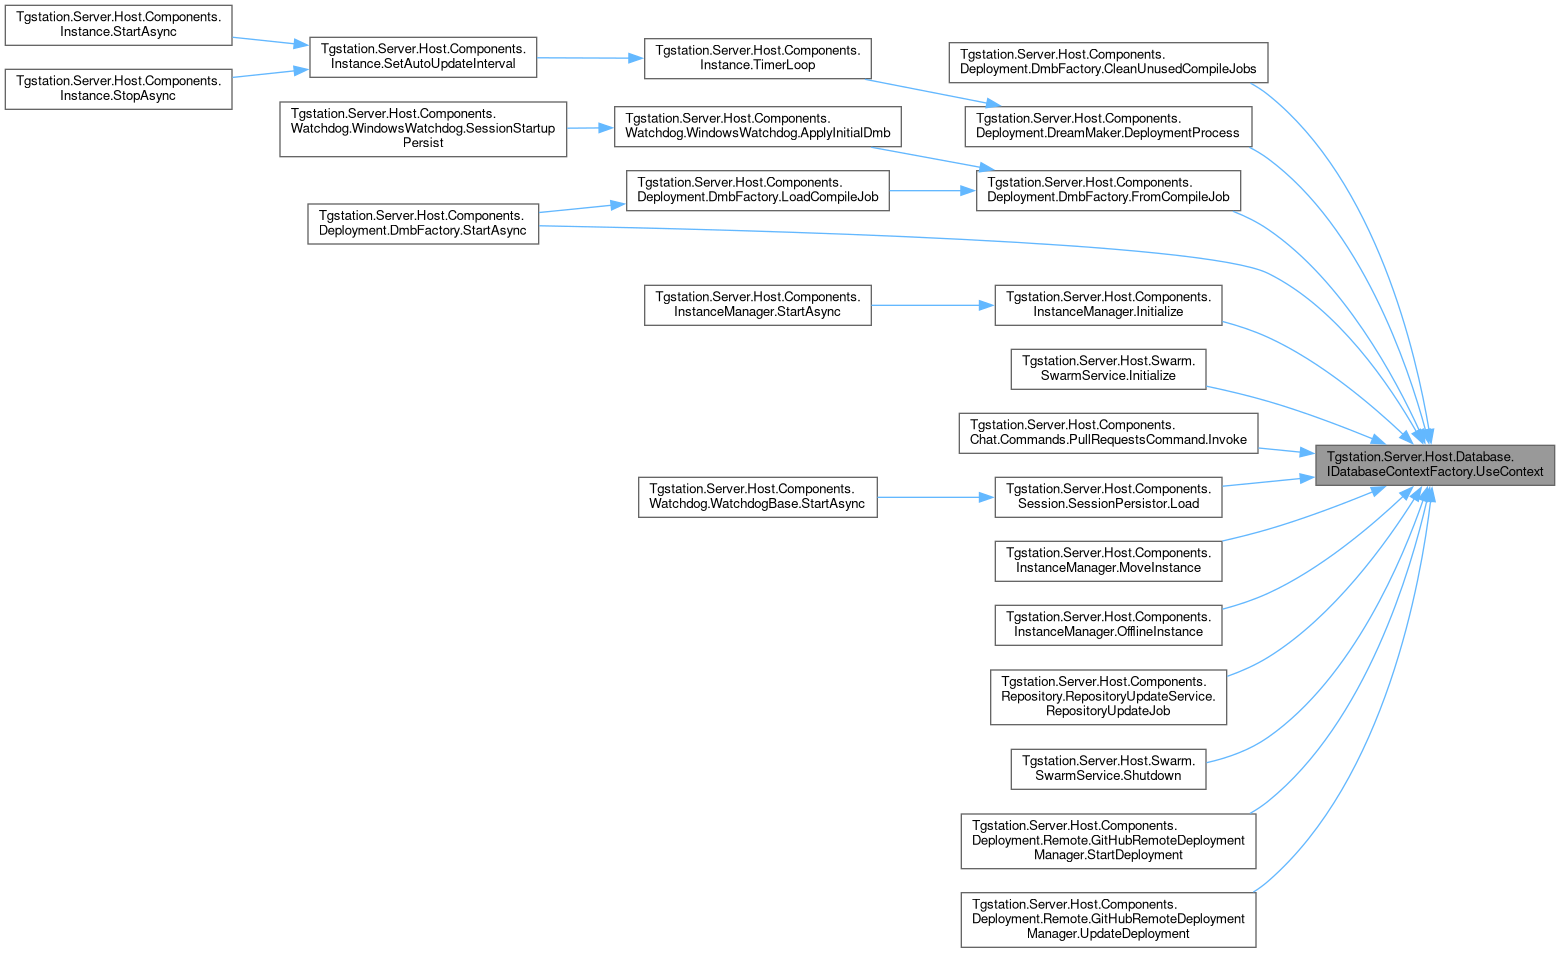 Tgstation.Server.Host.Components.
Instance.StartAsync
Tgstation.Server.Host.Components.
Instance.StopAsync
Tgstation.Server.Host.Components.
Instance.SetAutoUpdateInterval
Tgstation.Server.Host.Components.
Watchdog.WindowsWatchdog.SessionStartup
Persist
Tgstation.Server.Host.Components.
Deployment.DmbFactory.StartAsync
Tgstation.Server.Host.Components.
Instance.TimerLoop
Tgstation.Server.Host.Components.
Watchdog.WindowsWatchdog.ApplyInitialDmb
Tgstation.Server.Host.Components.
Deployment.DmbFactory.LoadCompileJob
Tgstation.Server.Host.Components.
InstanceManager.StartAsync
Tgstation.Server.Host.Components.
Watchdog.WatchdogBase.StartAsync
Tgstation.Server.Host.Components.
Deployment.DmbFactory.CleanUnusedCompileJobs
Tgstation.Server.Host.Components.
Deployment.DreamMaker.DeploymentProcess
Tgstation.Server.Host.Components.
Deployment.DmbFactory.FromCompileJob
Tgstation.Server.Host.Components.
InstanceManager.Initialize
Tgstation.Server.Host.Swarm.
SwarmService.Initialize
Tgstation.Server.Host.Components.
Chat.Commands.PullRequestsCommand.Invoke
Tgstation.Server.Host.Components.
Session.SessionPersistor.Load
Tgstation.Server.Host.Components.
InstanceManager.MoveInstance
Tgstation.Server.Host.Components.
InstanceManager.OfflineInstance
Tgstation.Server.Host.Components.
Repository.RepositoryUpdateService.
RepositoryUpdateJob
Tgstation.Server.Host.Swarm.
SwarmService.Shutdown
Tgstation.Server.Host.Components.
Deployment.Remote.GitHubRemoteDeployment
Manager.StartDeployment
Tgstation.Server.Host.Components.
Deployment.Remote.GitHubRemoteDeployment
Manager.UpdateDeployment
Tgstation.Server.Host.Database.
IDatabaseContextFactory.UseContext